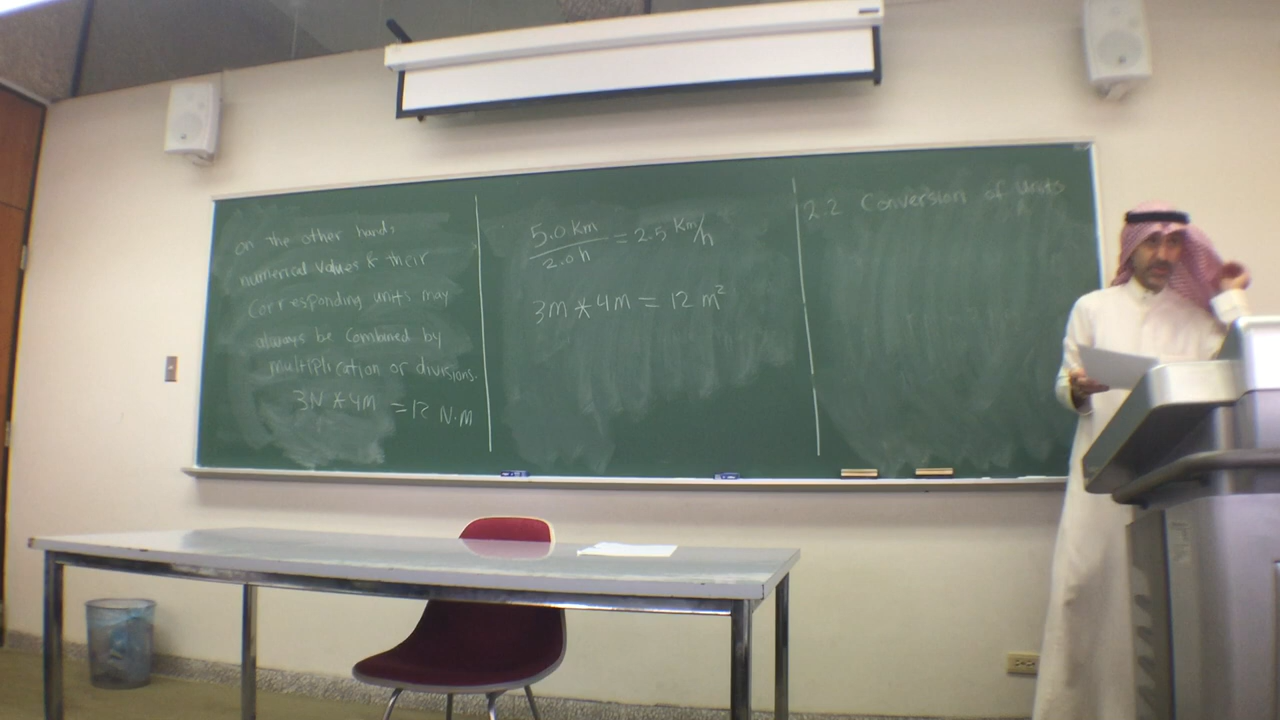 on the other hand,
numerical values & their
corresponding units may
always be combined by
multiplication or divisions.
3N * 4M = 12 N.M
5.0 Km
2.0 h
= 2.5 Km/h
3M * 4M = 12 m²
2.2 Conversion of Units